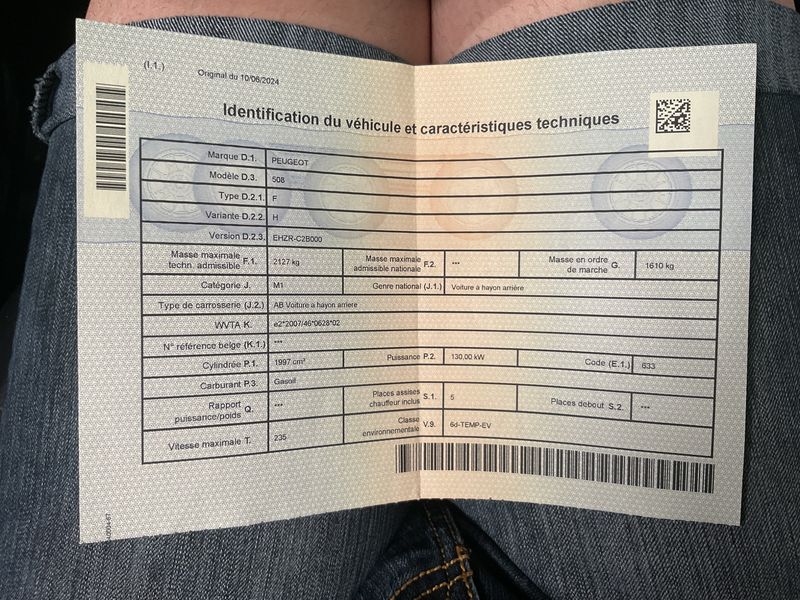 (I.1.)
Original du 10/06/2024
Identification du véhicule et caractéristiques techniques
Marque D.1. PEUGEOT
Modèle D.3. 508
Type D.2.1. F
Variante D.2.2. H
Version D.2.3. EHZR-C2B000
Masse maximale techn. admissible F.1. 2127 kg Masse maximale admissible nationale F.2. *** Masse en ordre de marche G. 1610 kg
Catégorie J. M1 Genre national (J.1.) Voiture à hayon arrière
Type de carrosserie (J.2.) AB Voiture à hayon arrière
WVTA K. e2*2007/46*0628*02
N° référence belge (K.1.) ***
Cylindrée P.1. 1997 cm³ Puissance P.2. 130,00 kW Code (E.1.) 633
Carburant P.3. Gasoil
Rapport puissance/poids Q. *** Places assises chauffeur inclus S.1. 5 Places debout S.2. ***
Vitesse maximale T. 235 Classe environnementale V.9. 6d-TEMP-EV